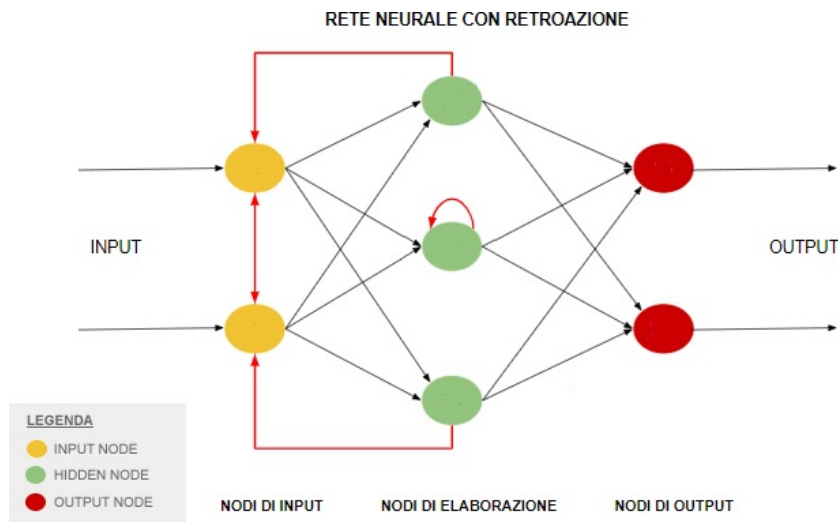 RETE NEURALE CON RETROAZIONE
INPUT
OUTPUT
LEGENDA
INPUT NODE
HIDDEN NODE
OUTPUT NODE
NODI DI INPUT
NODI DI ELABORAZIONE
NODI DI OUTPUT